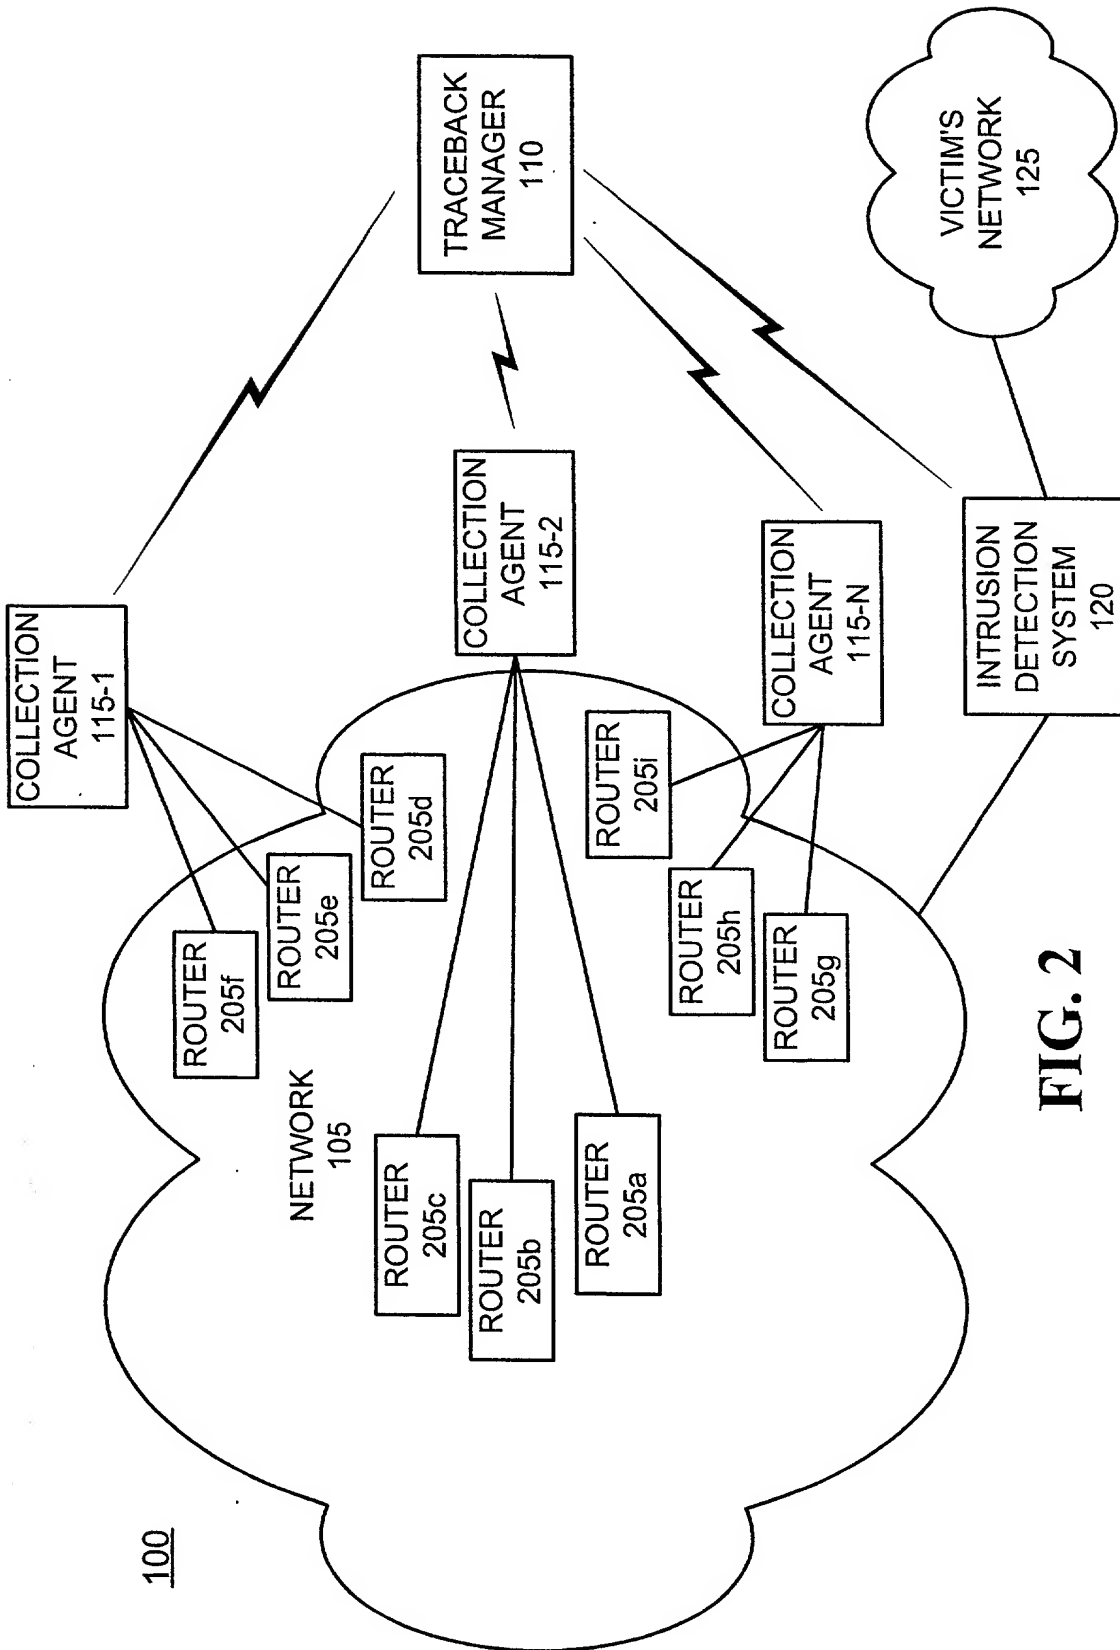 100
COLLECTION
AGENT
115-1
ROUTER
205f
ROUTER
205e
ROUTER
205d
NETWORK
105
TRACEBACK
MANAGER
110
ROUTER
205c
ROUTER
205b
ROUTER
205a
COLLECTION
AGENT
115-2
ROUTER
205i
ROUTER
205h
ROUTER
205g
COLLECTION
AGENT
115-N
VICTIM'S
NETWORK
125
INTRUSION
DETECTION
SYSTEM
120
FIG. 2